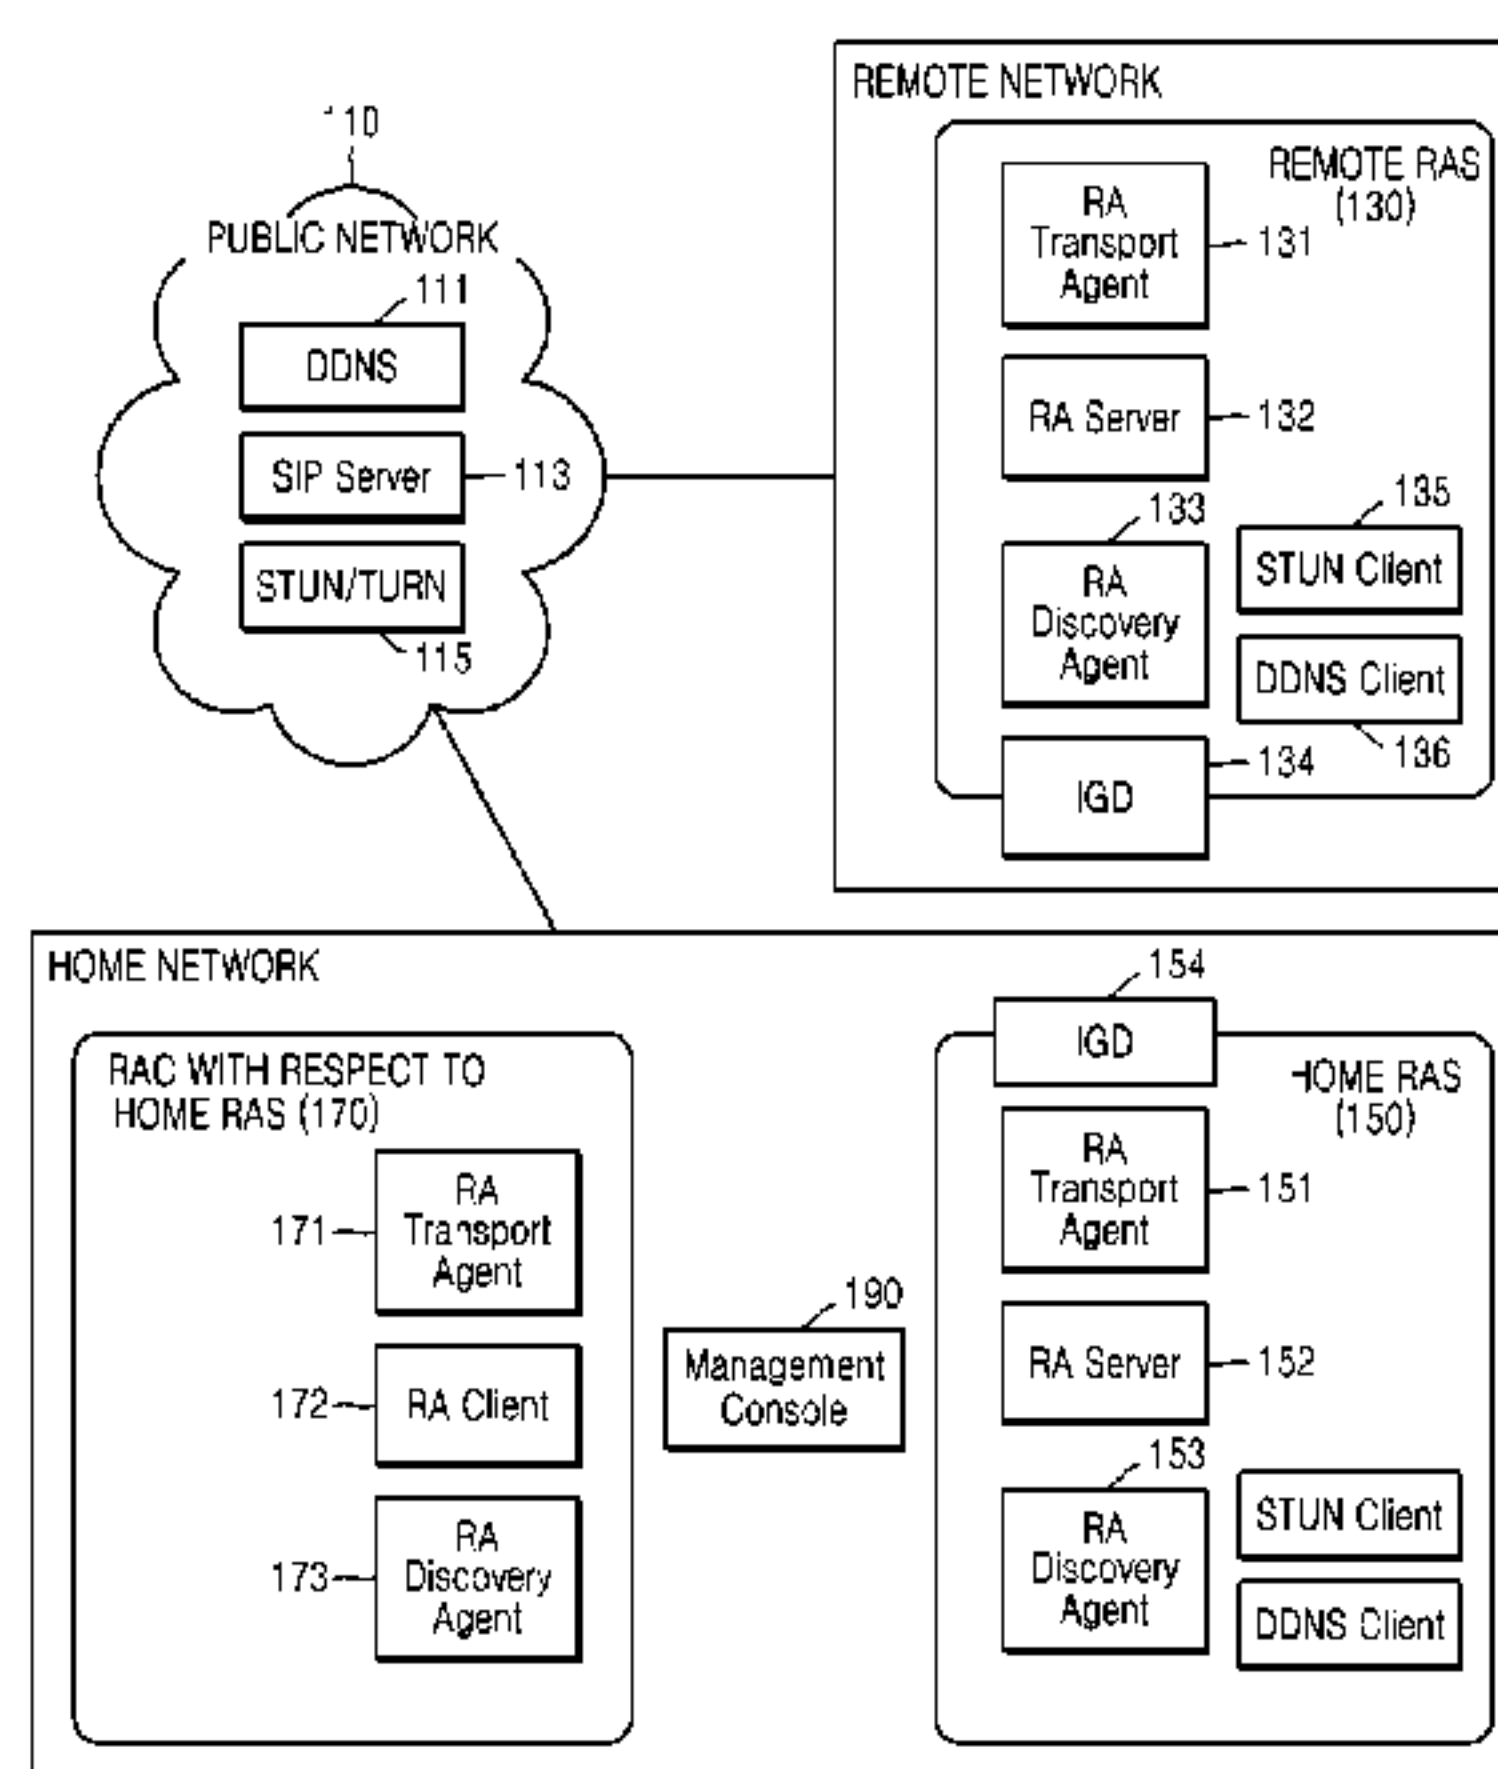 110
PUBLIC NETWORK
111
DDNS
SIP Server
113
STUN/TURN
115
REMOTE NETWORK
REMOTE RAS
(130)
RA
Transport
Agent
131
RA Server
132
133
RA
Discovery
Agent
135
STUN Client
DDNS Client
136
134
IGD
HOME NETWORK
RAC WITH RESPECT TO
HOME RAS (170)
171
RA
Transport
Agent
172
RA Client
173
RA
Discovery
Agent
190
Management
Console
154
IGD
HOME RAS
(150)
RA
Transport
Agent
151
RA Server
152
153
RA
Discovery
Agent
STUN Client
DDNS Client